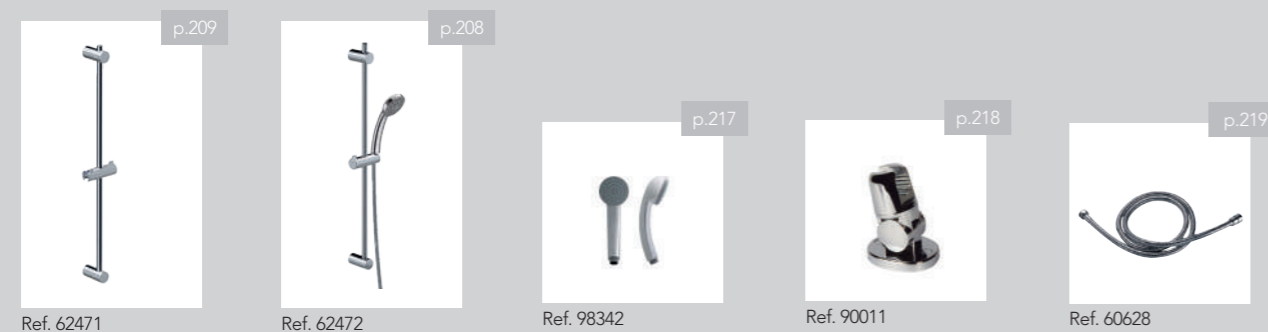 p.209
Ref. 62471
p.208
Ref. 62472
p.217
Ref. 98342
p.218
Ref. 90011
p.219
Ref. 60628